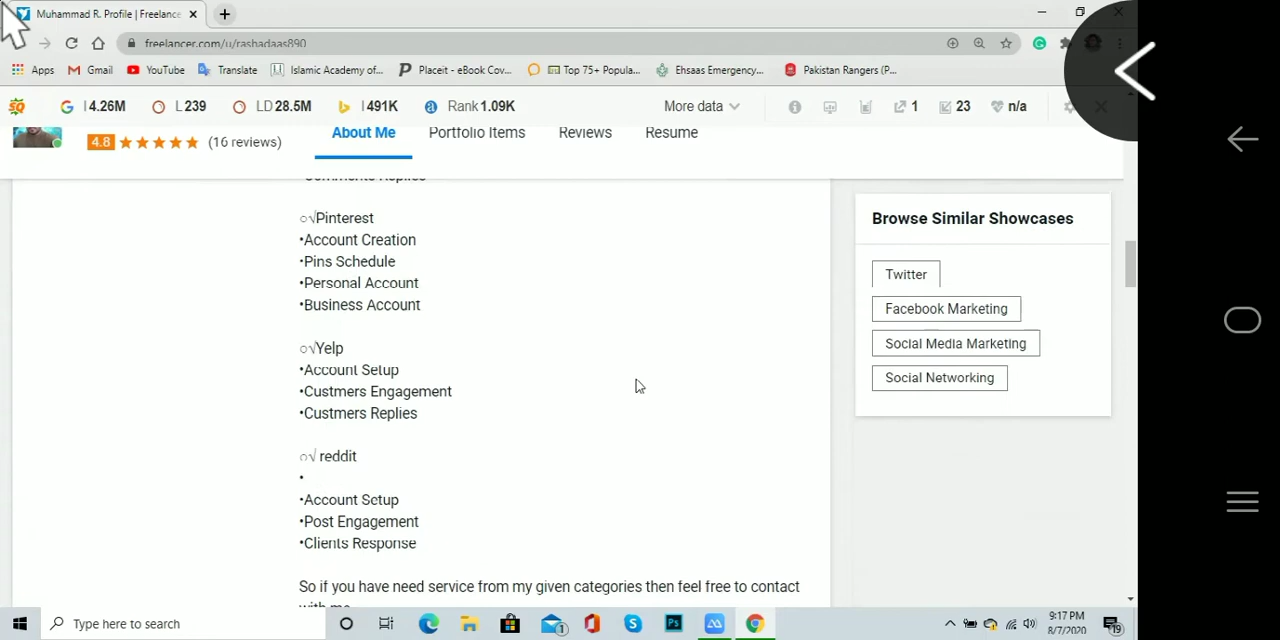 Muhammad R. Profile | Freelance
freelancer.com/u/rashadaas890
Apps
Gmail
YouTube
Translate
Islamic Academy of...
Placeit - eBook Cov...
Top 75+ Popula...
Ehsaas Emergency...
Pakistan Rangers (P...
4.26M
L 239
LD 28.5M
I 491K
Rank 1.09K
More data
1
23
n/a
4.8
(16 reviews)
About Me
Portfolio Items
Reviews
Resume
Comments Replies
○√Pinterest
•Account Creation
•Pins Schedule
•Personal Account
•Business Account
○√Yelp
•Account Setup
•Custmers Engagement
•Custmers Replies
○√ reddit
•
•Account Setup
•Post Engagement
•Clients Response
So if you have need service from my given categories then feel free to contact
with me
Browse Similar Showcases
Twitter
Facebook Marketing
Social Media Marketing
Social Networking
Type here to search
9:17 PM
8/7/2020